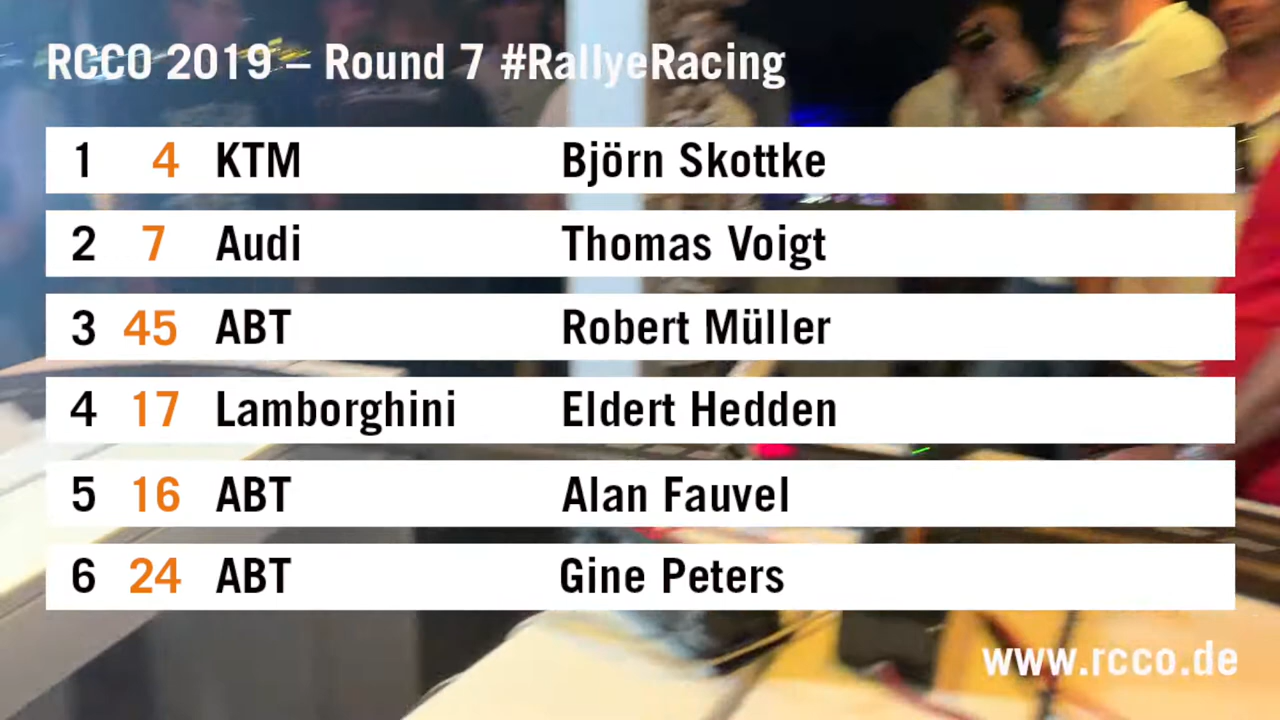 RCCO 2019 – Round 7 #RallyeRacing
1 4 KTM Björn Skottke
2 7 Audi Thomas Voigt
3 45 ABT Robert Müller
4 17 Lamborghini Eldert Hedden
5 16 ABT Alan Fauvel
6 24 ABT Gine Peters
www.rcco.de